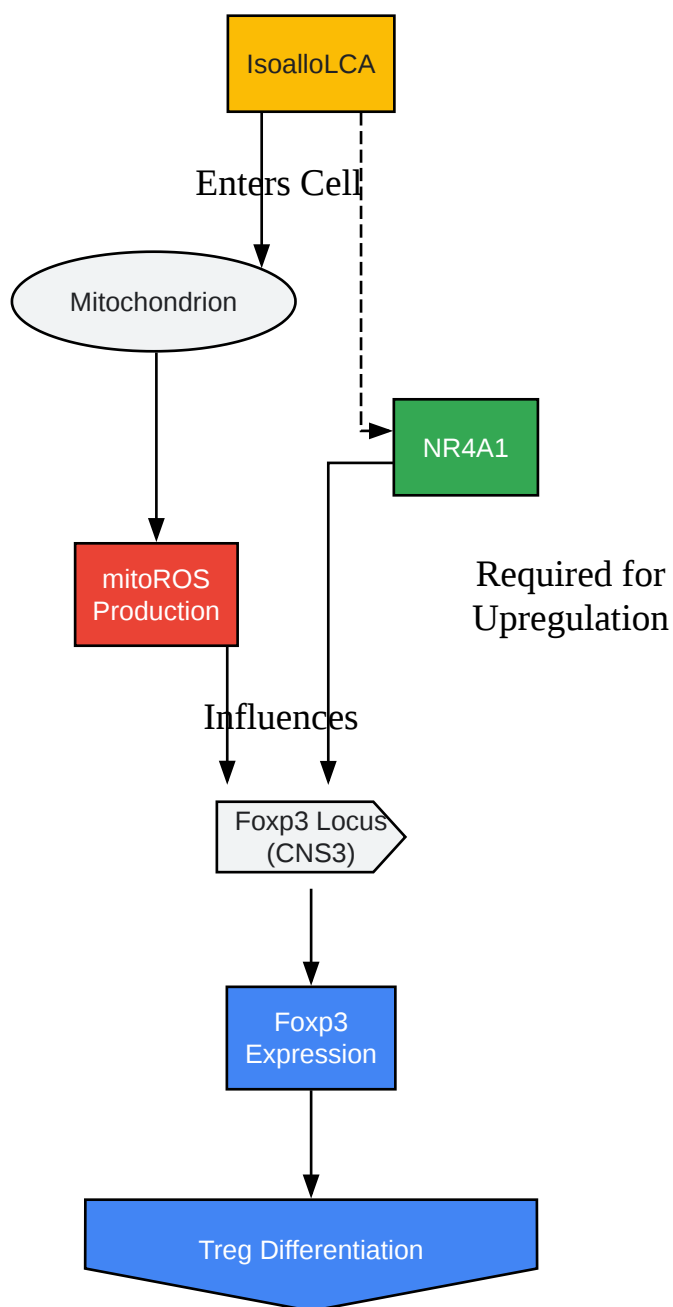 IsoalloLCA
Enters Cell
Mitochondrion
NR4A1
mitoROS
Production
Required for
Upregulation
Influences
Foxp3 Locus
(CNS3)
Foxp3
Expression
Treg Differentiation